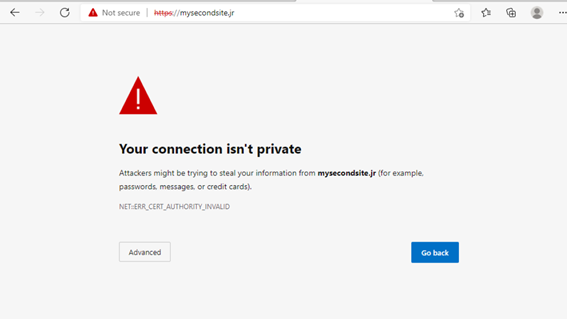 Not secure | https://mysecondsite.jr
Your connection isn't private
Attackers might be trying to steal your information from mysecondsite.jr (for example,
passwords, messages, or credit cards).
NET::ERR_CERT_AUTHORITY_INVALID
Advanced
Go back